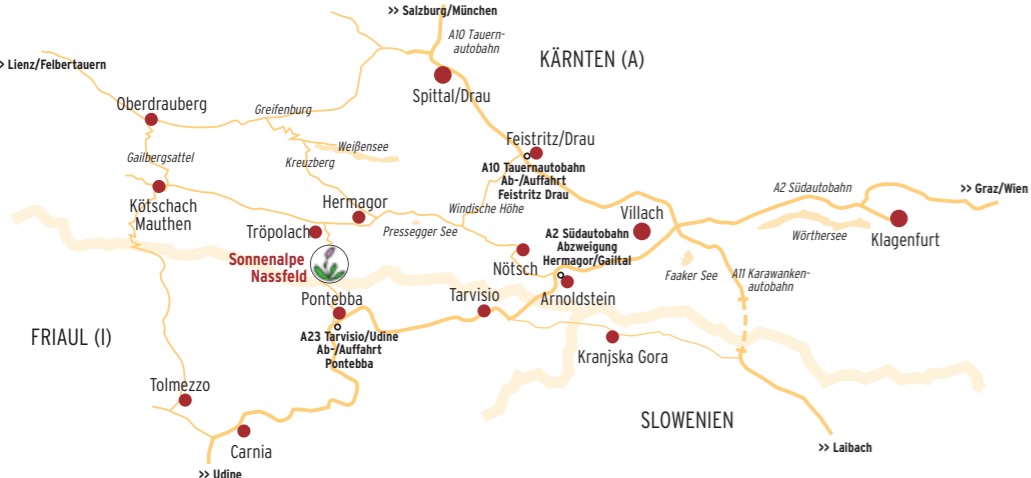 >> Salzburg/München
A10 Tauern-
autobahn
KÄRNTEN (A)
> Lienz/Felbertauern
Spittal/Drau
Oberdrauberg
Greifenburg
Feistritz/Drau
Weißensee
Gailbergsattel
Kreuzberg
A10 Tauernautobahn
Ab-/Auffahrt
Feistritz Drau
A2 Südautobahn
>> Graz/Wien
Kötschach
Mauthen
Hermagor
Windische Höhe
Villach
Tröpolach
Pressegger See
A2 Südautobahn
Abzweigung
Hermagor/Gailtal
Wörthersee
Klagenfurt
Sonnenalpe
Nassfeld
Nötsch
Faaker See
A11 Karawanken-
autobahn
Pontebba
Tarvisio
Arnoldstein
FRIAUL (I)
A23 Tarvisio/Udine
Ab-/Auffahrt
Pontebba
Kranjska Gora
Tolmezzo
SLOWENIEN
Carnia
>> Laibach
>> Udine